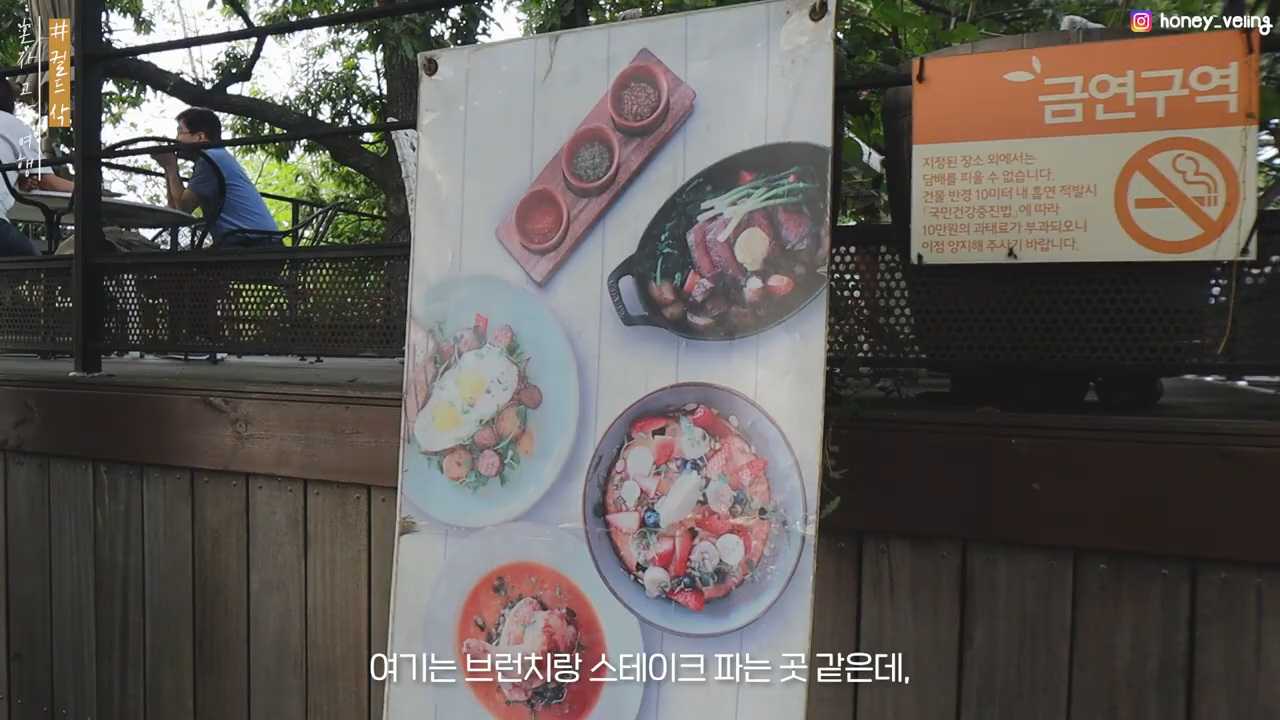 #컬드삭
honey_veling
금연구역
지정된 장소 외에서는
담배를 피울 수 없습니다.
건물 반경 10미터 내 흡연 적발시
「국민건강증진법」에 따라
10만원의 과태료가 부과되오니
이점 양지해 주시기 바랍니다.
여기는 브런치랑 스테이크 파는 곳 같은데,